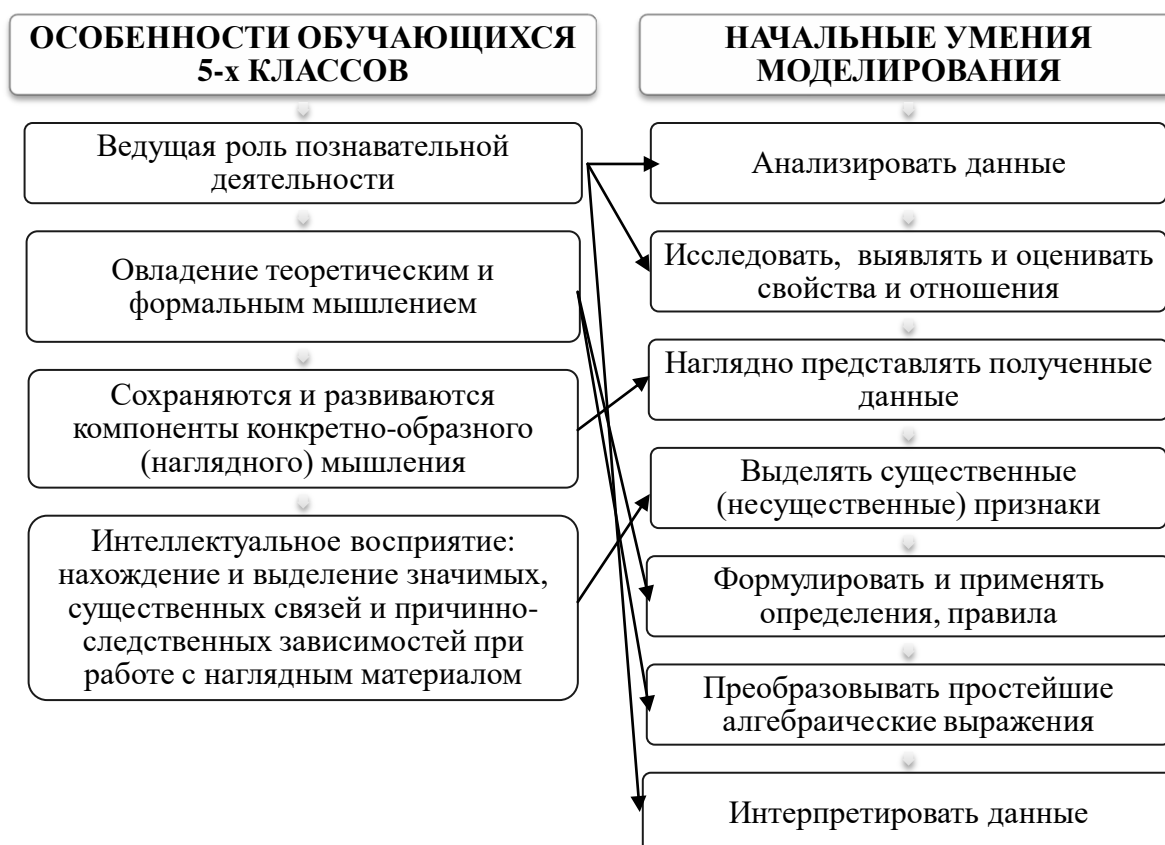 ОСОБЕННОСТИ ОБУЧАЮЩИХСЯ
5-х КЛАССОВ
Ведущая роль познавательной
деятельности
Овладение теоретическим и
формальным мышлением
Сохраняются и развиваются
компоненты конкретно-образного
(наглядного) мышления
Интеллектуальное восприятие:
нахождение и выделение значимых,
существенных связей и причинно-
следственных зависимостей при
работе с наглядным материалом
НАЧАЛЬНЫЕ УМЕНИЯ
МОДЕЛИРОВАНИЯ
Анализировать данные
Исследовать, выявлять и оценивать
свойства и отношения
Наглядно представлять полученные
данные
Выделять существенные
(несущественные) признаки
Формулировать и применять
определения, правила
Преобразовывать простейшие
алгебраические выражения
Интерпретировать данные